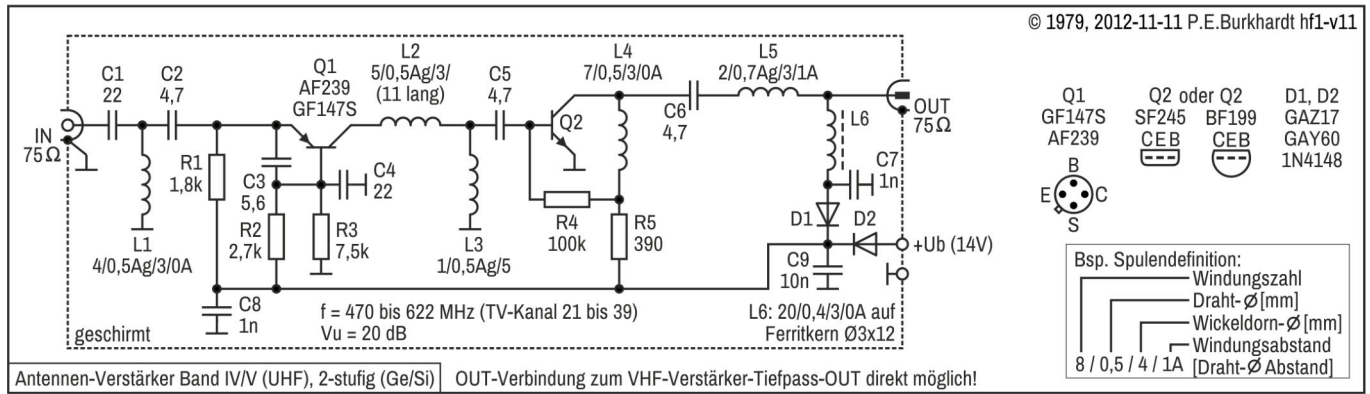 © 1979, 2012-11-11 P.E.Burkhardt hf1-v11
IN
75Ω
C1
22
C2
4,7
L1
4/0,5Ag/3/0A
R1
1,8k
C3
5,6
R2
2,7k
C8
1n
Q1
AF239
GF147S
C4
22
R3
7,5k
L2
5/0,5Ag/3/
(11 lang)
L3
1/0,5Ag/5
C5
4,7
Q2
R4
100k
L4
7/0,5/3/0A
R5
390
C6
4,7
L5
2/0,7Ag/3/1A
L6
C7
1n
D1
D2
C9
10n
OUT
75Ω
+Ub (14V)
geschirmt
f = 470 bis 622 MHz (TV-Kanal 21 bis 39)
Vu = 20 dB
L6: 20/0,4/3/0A auf
Ferritkern Ø3x12
Q1
GF147S
AF239
B
E
C
S
Q2 oder Q2
SF245 BF199
CEB CEB
D1, D2
GAZ17
GAY60
1N4148
Bsp. Spulendefinition:
Windungszahl
Draht-Ø[mm]
Wickeldorn-Ø[mm]
Windungsabstand
8 / 0,5 / 4 / 1A [Draht-Ø Abstand]
Antennen-Verstärker Band IV/V (UHF), 2-stufig (Ge/Si)
OUT-Verbindung zum VHF-Verstärker-Tiefpass-OUT direkt möglich!